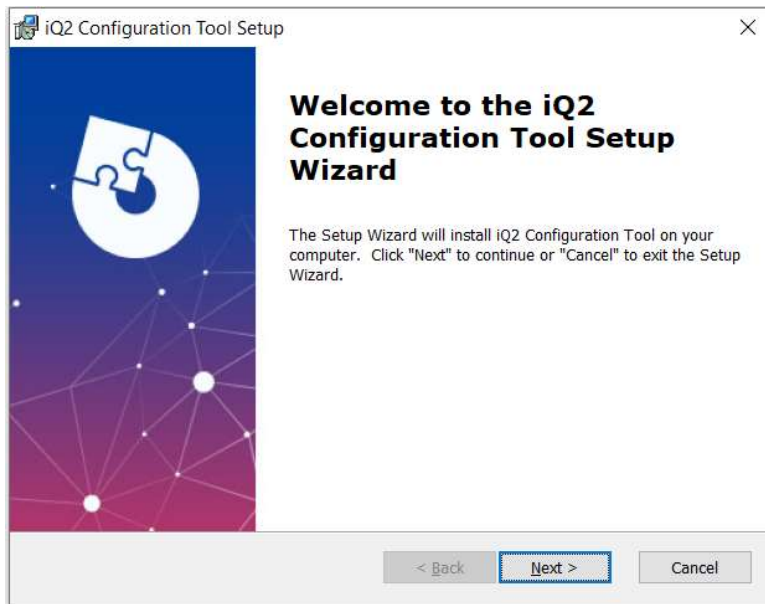 iQ2 Configuration Tool Setup
Welcome to the iQ2
Configuration Tool Setup
Wizard
The Setup Wizard will install iQ2 Configuration Tool on your
computer. Click "Next" to continue or "Cancel" to exit the Setup
Wizard.
< Back
Next >
Cancel